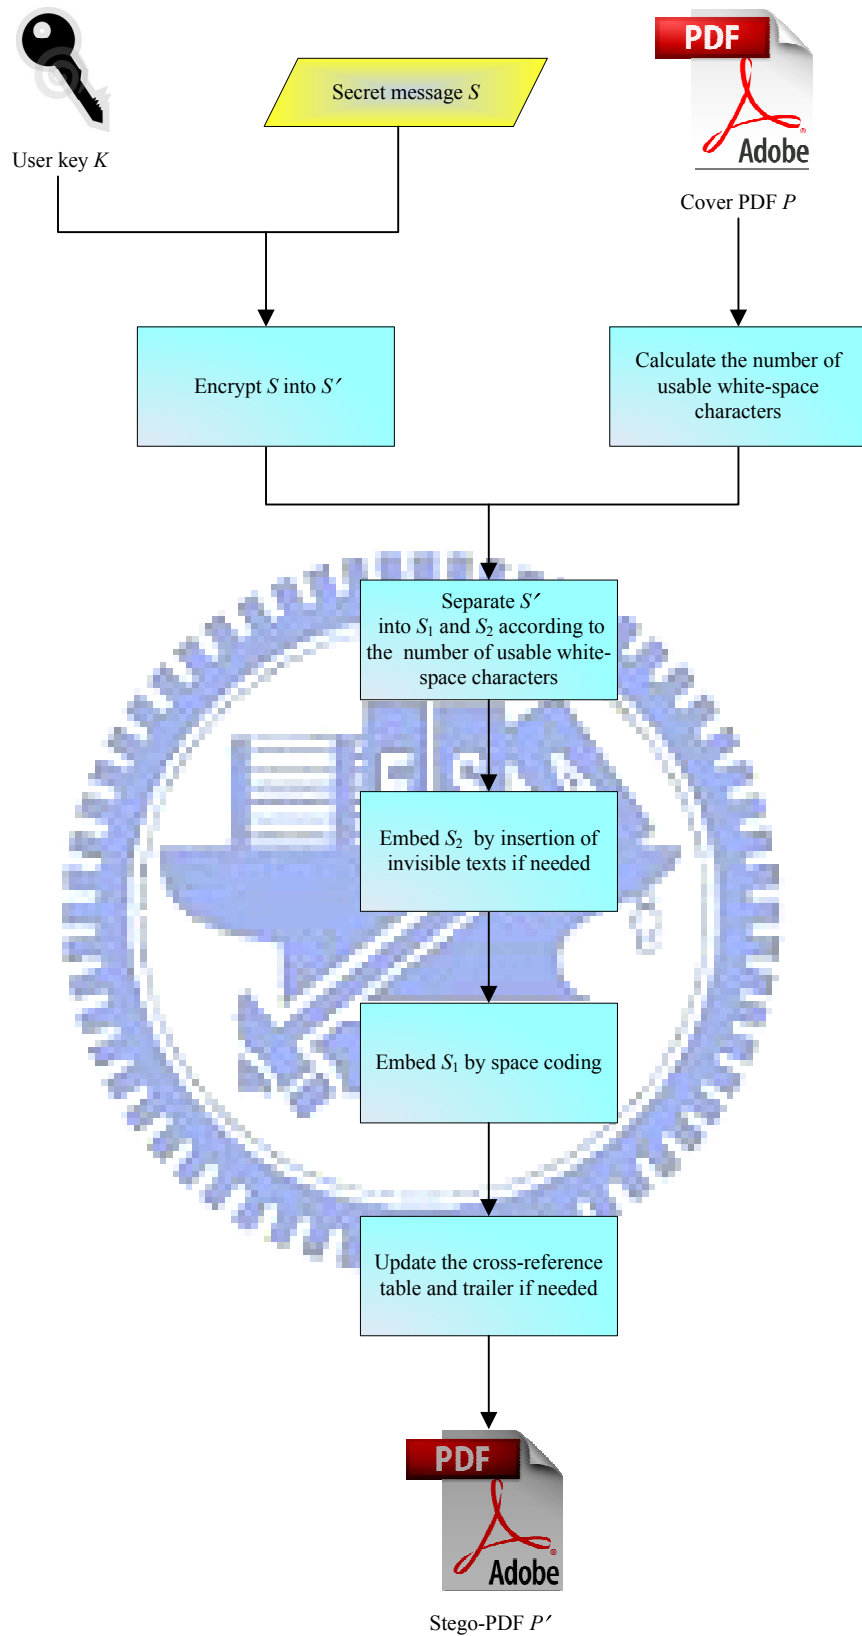 Secret message S
PDF
Adobe
User key K
Cover PDF P
Encrypt S into S′
Calculate the number of
usable white-space
characters
Separate S′
into S₁ and S₂ according to
the number of usable white-
space characters
Embed S₂ by insertion of
invisible texts if needed
Embed S₁ by space coding
Update the cross-reference
table and trailer if needed
PDF
Adobe
Stego-PDF P′